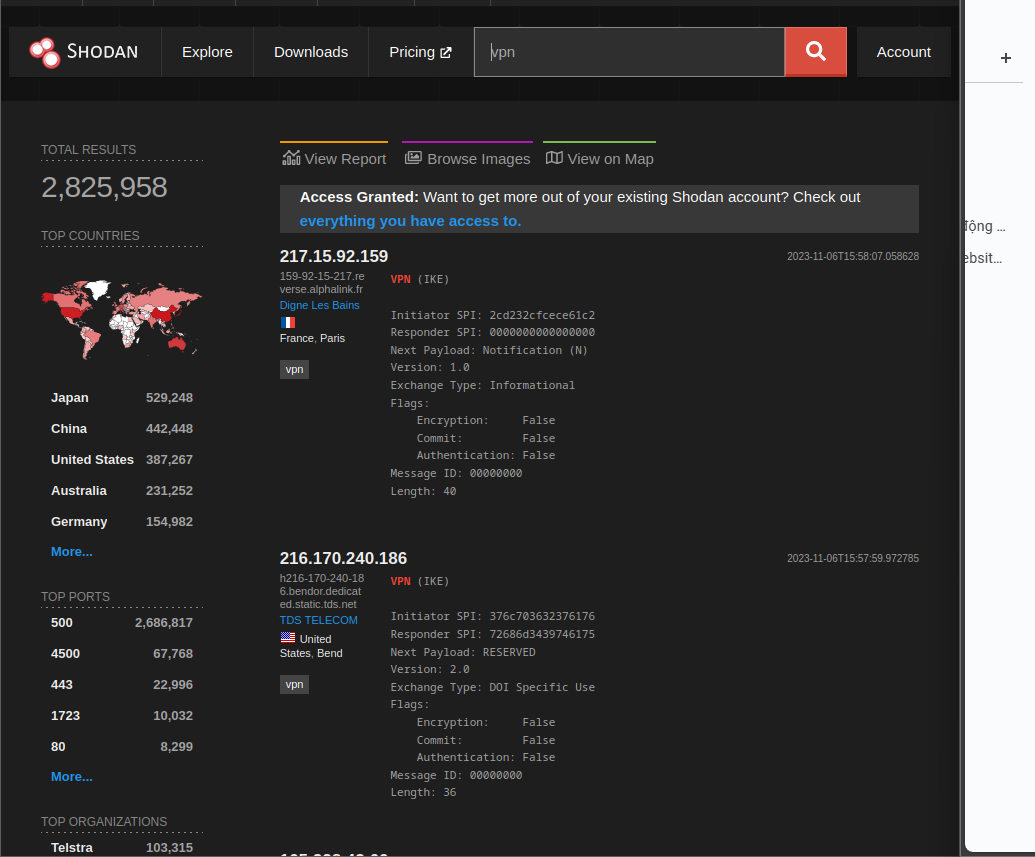 SHODAN
Explore
Downloads
Pricing
vpn
Account
TOTAL RESULTS
2,825,958
TOP COUNTRIES
Japan 529,248
China 442,448
United States 387,267
Australia 231,252
Germany 154,982
More...
TOP PORTS
500 2,686,817
4500 67,768
443 22,996
1723 10,032
80 8,299
More...
TOP ORGANIZATIONS
Telstra 103,315
View Report
Browse Images
View on Map
Access Granted: Want to get more out of your existing Shodan account? Check out
everything you have access to.
217.15.92.159
2023-11-06T15:58:07.058628
159-92-15-217.re
verse.alphalink.fr
Digne Les Bains
France, Paris
vpn
VPN (IKE)
Initiator SPI: 2cd232cfcece61c2
Responder SPI: 0000000000000000
Next Payload: Notification (N)
Version: 1.0
Exchange Type: Informational
Flags:
Encryption: False
Commit: False
Authentication: False
Message ID: 00000000
Length: 40
216.170.240.186
2023-11-06T15:57:59.972785
h216-170-240-18
6.bendor.dedicat
ed.static.tds.net
TDS TELECOM
United
States, Bend
vpn
VPN (IKE)
Initiator SPI: 376c703632376176
Responder SPI: 72686d3439746175
Next Payload: RESERVED
Version: 2.0
Exchange Type: DOI Specific Use
Flags:
Encryption: False
Commit: False
Authentication: False
Message ID: 00000000
Length: 36
động ...
ebsit...